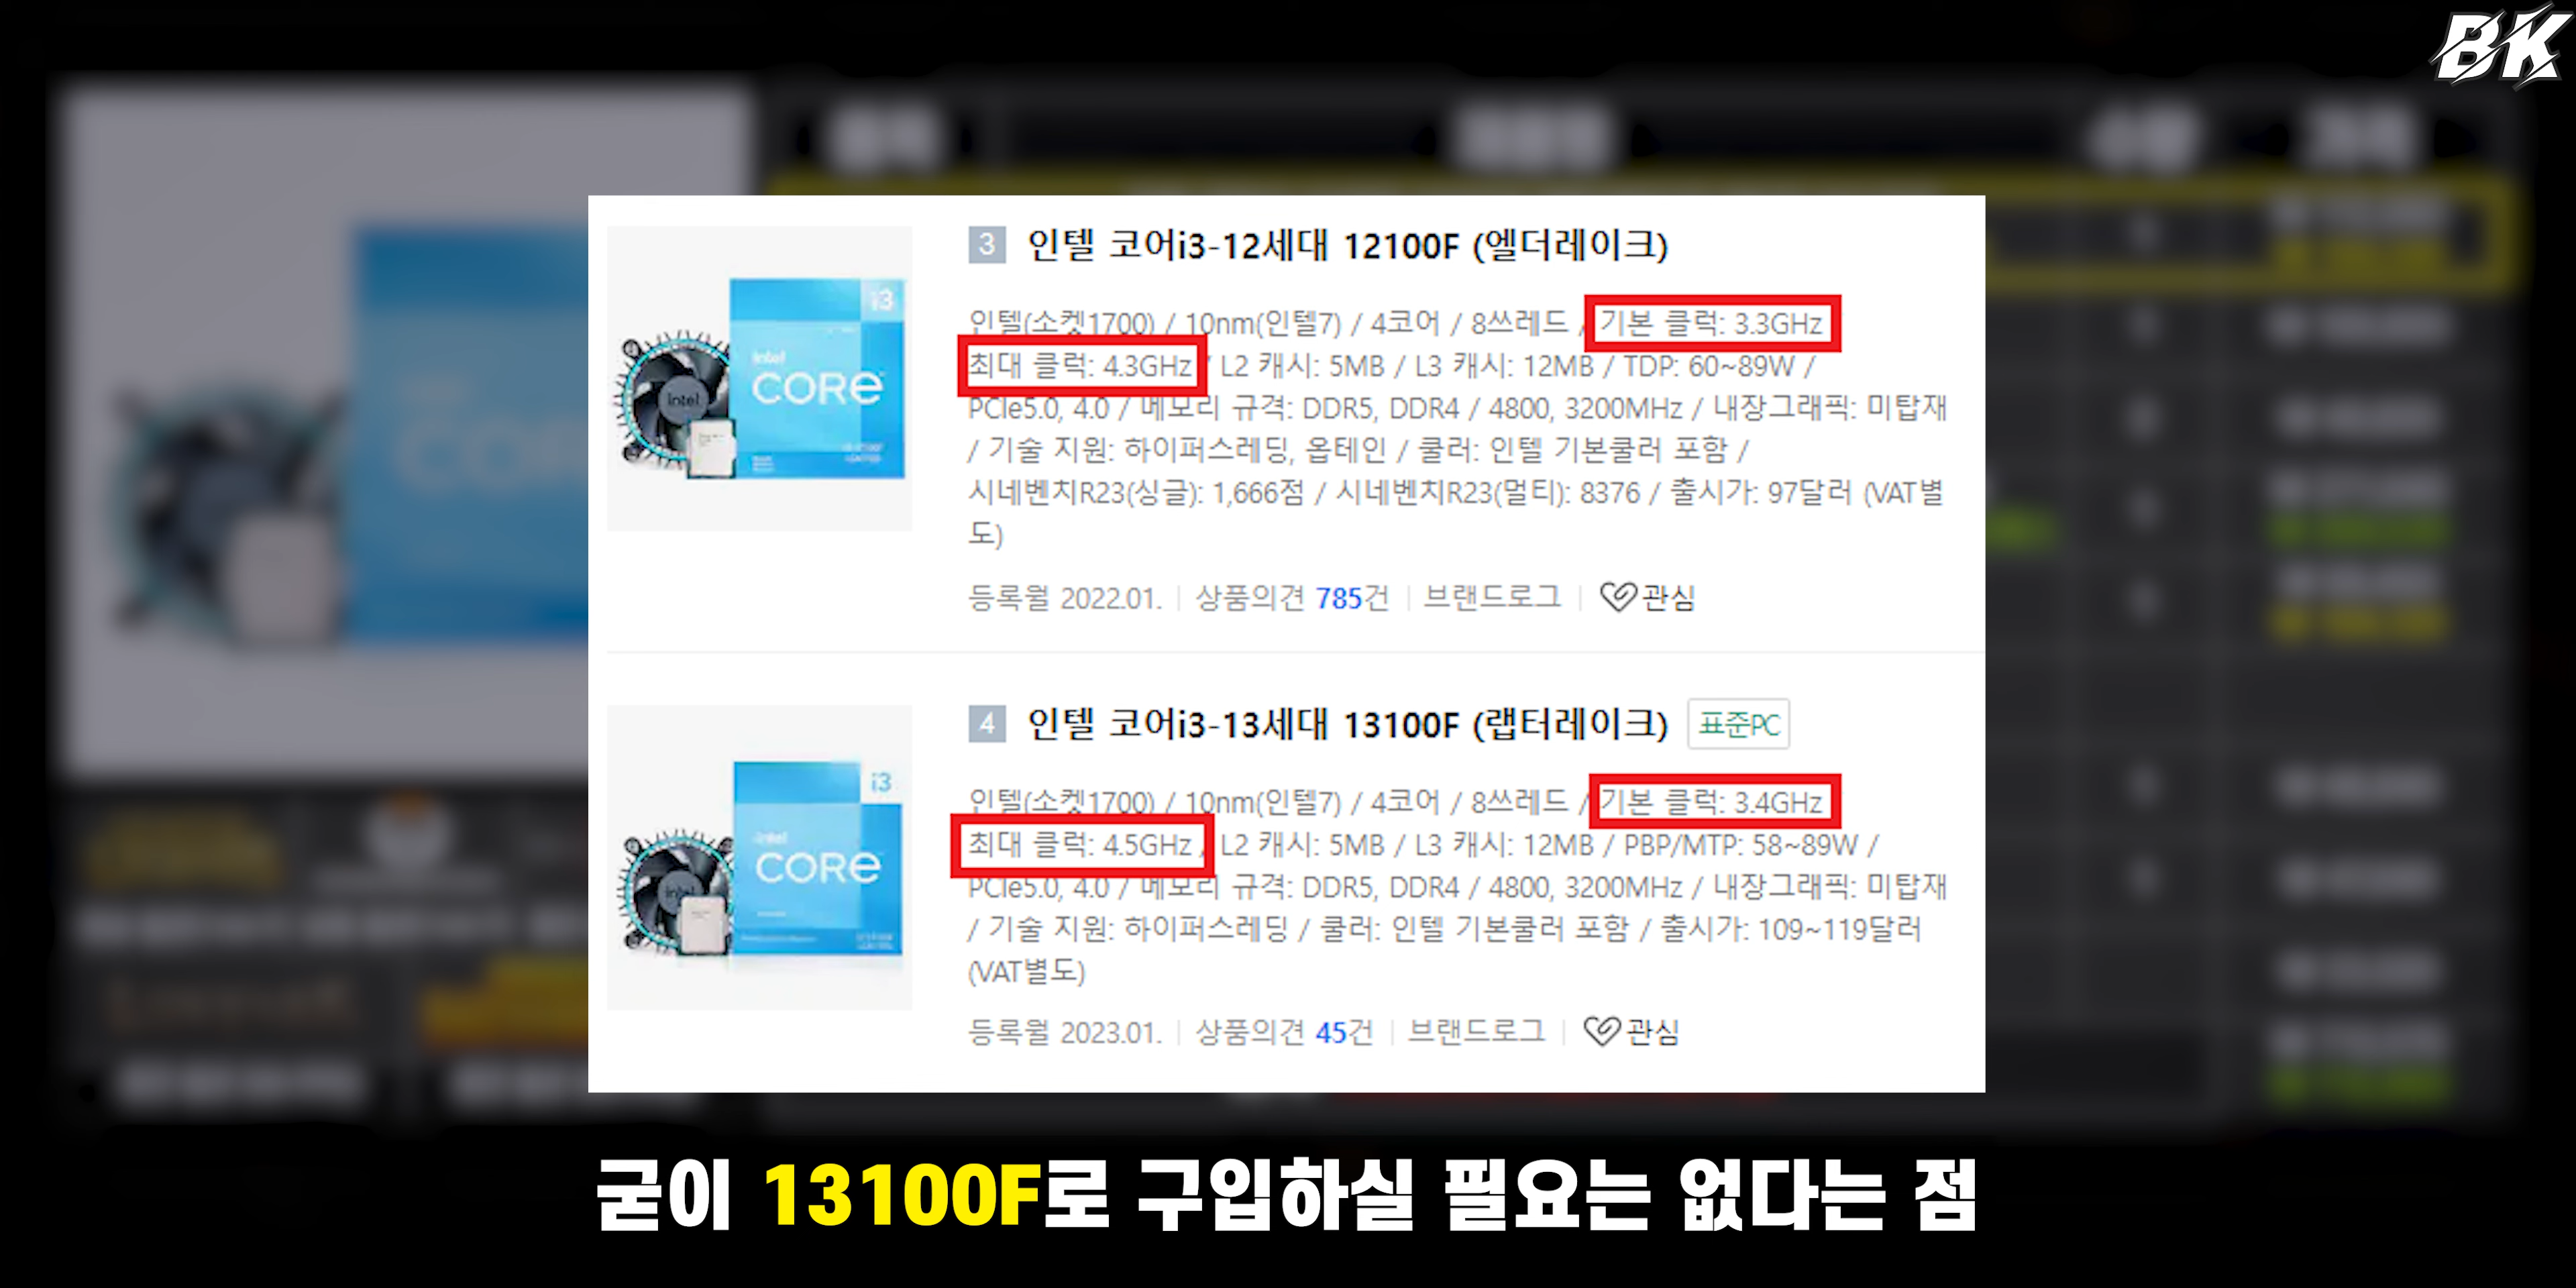 BK
3 인텔 코어i3-12세대 12100F (엘더레이크)
인텔(소켓1700) / 10nm(인텔7) / 4코어 / 8쓰레드 / 기본 클럭: 3.3GHz
최대 클럭: 4.3GHz / L2 캐시: 5MB / L3 캐시: 12MB / TDP: 60~89W /
PCIe5.0, 4.0 / 메모리 규격: DDR5, DDR4 / 4800, 3200MHz / 내장그래픽: 미탑재
/ 기술 지원: 하이퍼스레딩, 옵테인 / 쿨러: 인텔 기본쿨러 포함 /
시네벤치R23(싱글): 1,666점 / 시네벤치R23(멀티): 8376 / 출시가: 97달러 (VAT별
도)
등록월 2022.01. 상품의견 785건 브랜드로그 관심
intel
i3
intel
CORE
4 인텔 코어i3-13세대 13100F (랩터레이크) 표준PC
인텔(소켓1700) / 10nm(인텔7) / 4코어 / 8쓰레드 / 기본 클럭: 3.4GHz
최대 클럭: 4.5GHz / L2 캐시: 5MB / L3 캐시: 12MB / PBP/MTP: 58~89W /
PCIe5.0, 4.0 / 메모리 규격: DDR5, DDR4 / 4800, 3200MHz / 내장그래픽: 미탑재
/ 기술 지원: 하이퍼스레딩 / 쿨러: 인텔 기본쿨러 포함 / 출시가: 109~119달러
(VAT별도)
등록월 2023.01. 상품의견 45건 브랜드로그 관심
intel
i3
intel
CORE
굳이 13100F로 구입하실 필요는 없다는 점